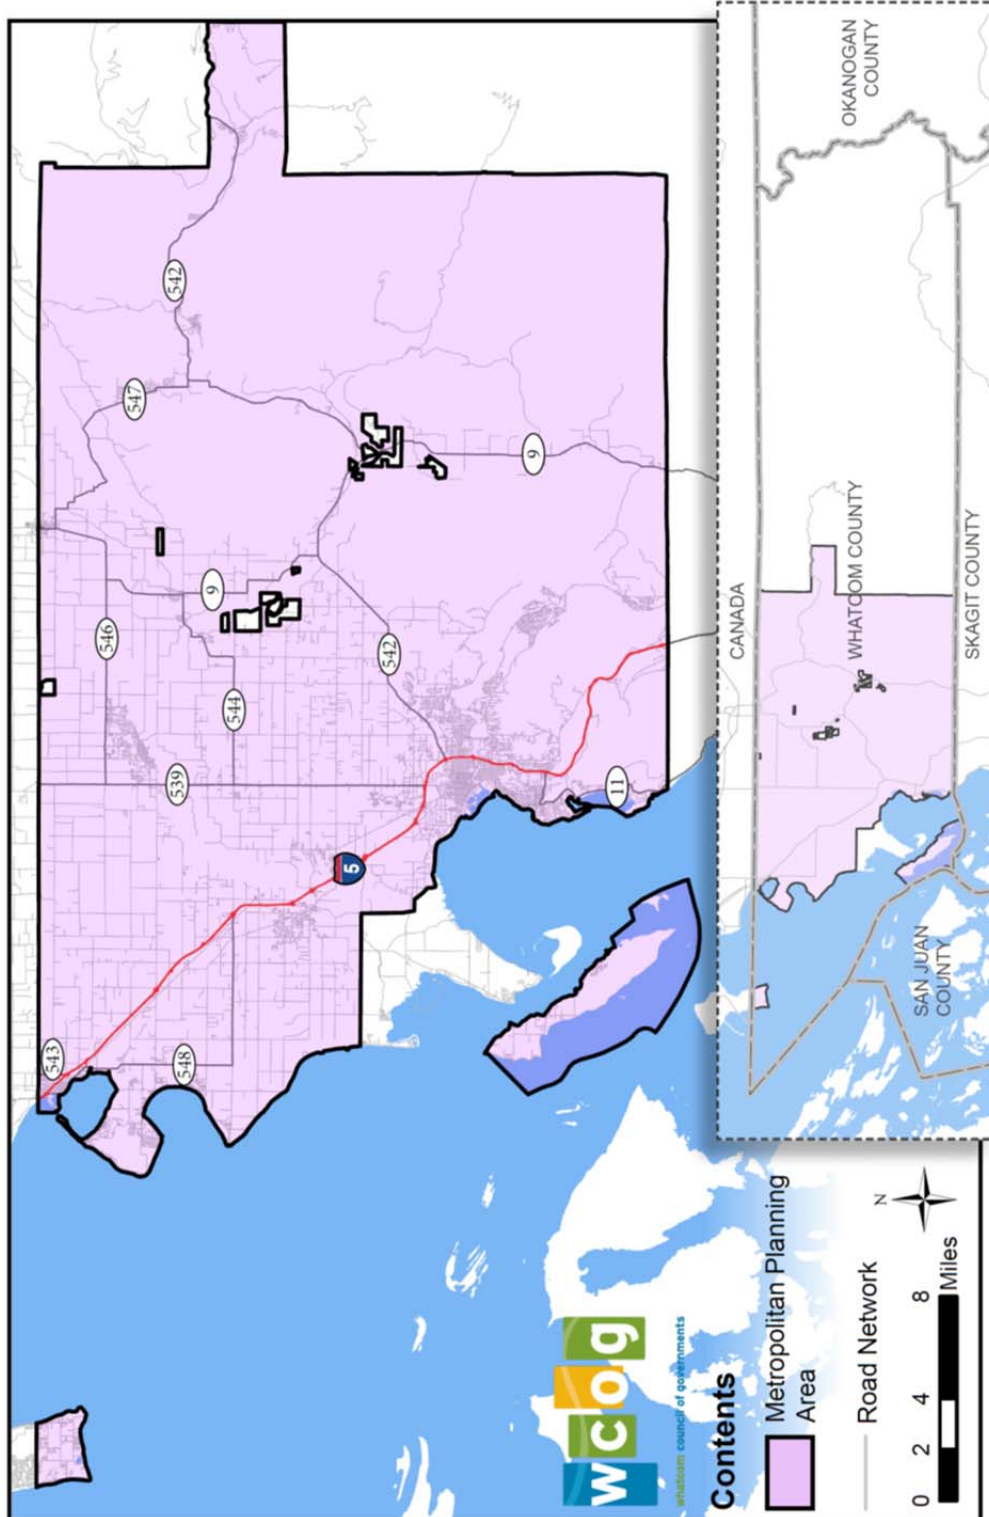 542
547
9
546
9
542
544
539
11
5
543
548
OKANOGAN
COUNTY
WHATCOM COUNTY
CANADA
SKAGIT COUNTY
SAN JUAN
COUNTY
wcog
whatcom council of governments
Contents
Metropolitan Planning
Area
Road Network
N
0 2 4 8
Miles